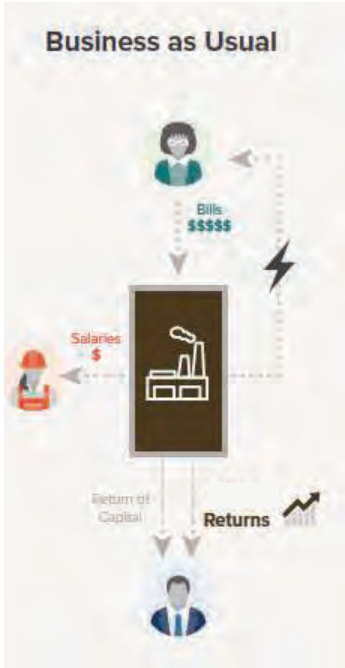 Business as Usual
Bills
$$$$$
Salaries
$
Return of
Capital
Returns